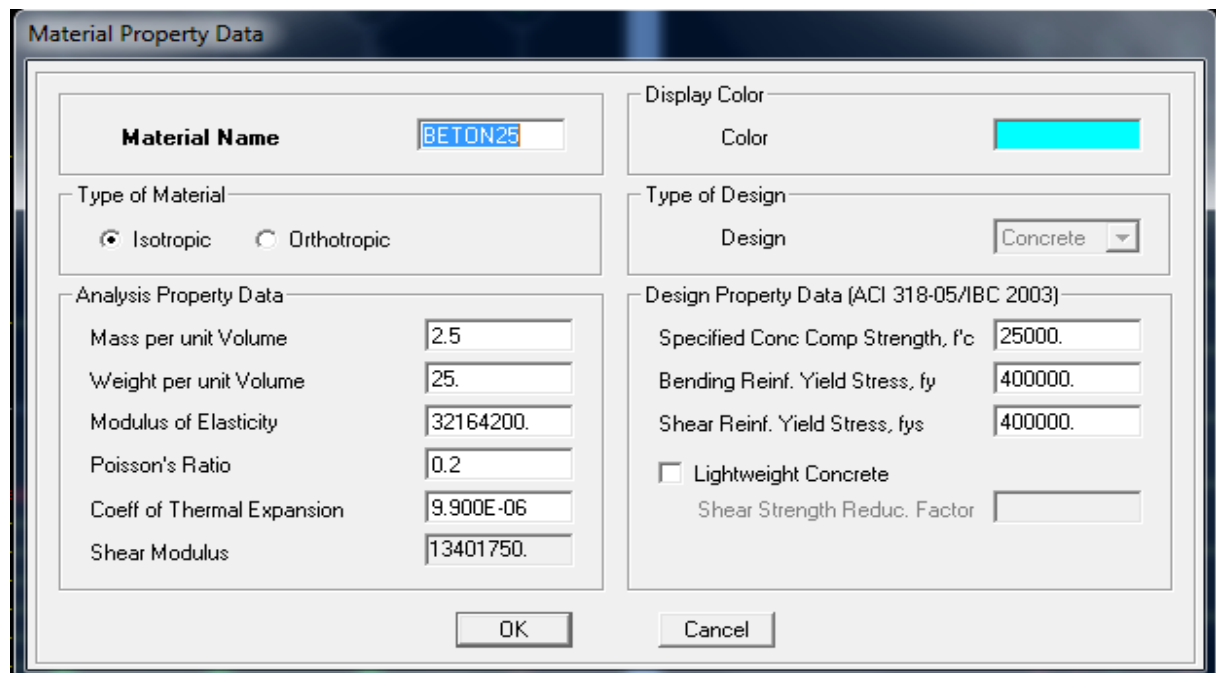 Material Property Data
Material Name BETON25
Display Color
Color
Type of Material
Isotropic Orthotropic
Type of Design
Design Concrete
Analysis Property Data
Mass per unit Volume 2.5
Weight per unit Volume 25.
Modulus of Elasticity 32164200.
Poisson's Ratio 0.2
Coeff of Thermal Expansion 9.900E-06
Shear Modulus 13401750.
Design Property Data (ACI 318-05/IBC 2003)
Specified Conc Comp Strength, f'c 25000.
Bending Reinf. Yield Stress, fy 400000.
Shear Reinf. Yield Stress, fys 400000.
Lightweight Concrete
Shear Strength Reduc. Factor
OK Cancel